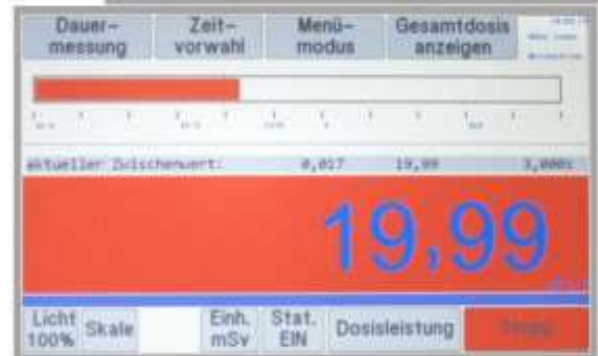 Dauer-
messung
Zeit-
vorwahl
Menü-
modus
Gesamtdosis
anzeigen
aktueller Zwischenwert: 0,017 19,99 3,000s
19,99
Licht
100%
Skale
Einh.
mSv
Stat.
EIN
Dosisleistung
Stopp